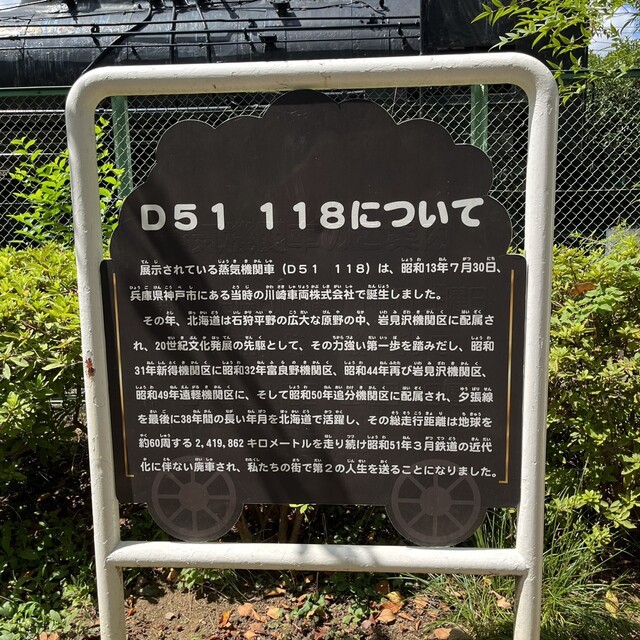 D51 118について
展示されている蒸気機関車(D51 118)は、昭和13年7月30日、
兵庫県神戸市にある当時の川崎車両株式会社で誕生しました。
その年、北海道は石狩平野の広大な原野の中、岩見沢機関区に配属さ
れ、20世紀文化発展の先駆として、その力強い第一歩を踏みだし、昭和
31年新得機関区に昭和32年富良野機関区、昭和44年再び岩見沢機関区、
昭和49年遠軽機関区に、そして昭和50年追分機関区に配属され、夕張線
を最後に38年間の長い年月を北海道で活躍し、その総走行距離は地球を
約60周する2,419,862キロメートルを走り続け昭和51年3月鉄道の近代
化に伴ない廃車され、私たちの街で第2の人生を送ることになりました。